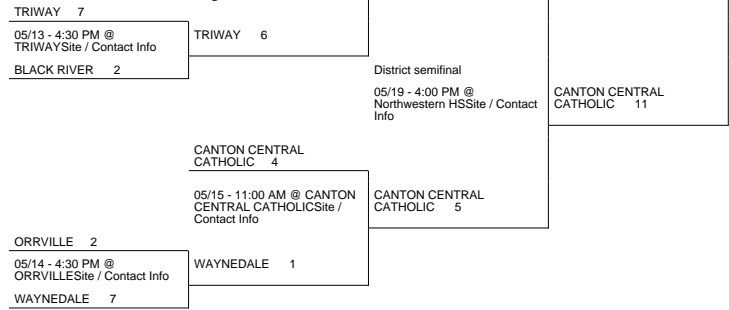 TRIWAY 7
05/13 - 4:30 PM @
TRIWAYSite / Contact Info
TRIWAY 6
BLACK RIVER 2
District semifinal
05/19 - 4:00 PM @
Northwestern HSSite / Contact
Info
CANTON CENTRAL
CATHOLIC 11
CANTON CENTRAL
CATHOLIC 4
05/15 - 11:00 AM @ CANTON
CENTRAL CATHOLICSite /
Contact Info
CANTON CENTRAL
CATHOLIC 5
ORRVILLE 2
05/14 - 4:30 PM @
ORRVILLESite / Contact Info
WAYNEDALE 1
WAYNEDALE 7